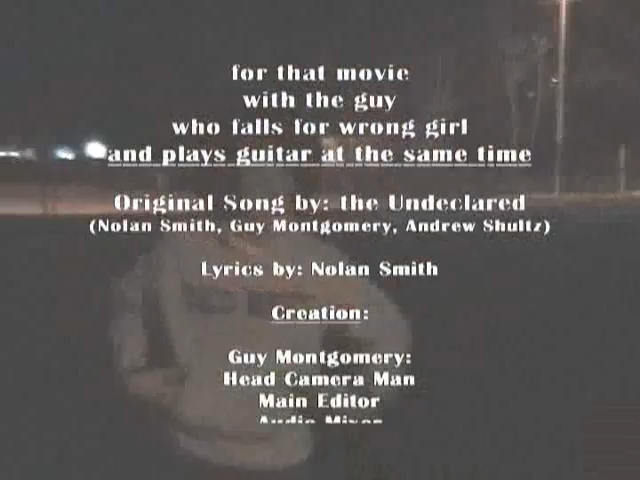 for that movie
with the guy
who falls for wrong girl
and plays guitar at the same time
Original Song by: the Undeclared
(Nolan Smith, Guy Montgomery, Andrew Shultz)
Lyrics by: Nolan Smith
Creation:
Guy Montgomery:
Head Camera Man
Main Editor
Audio Mixer